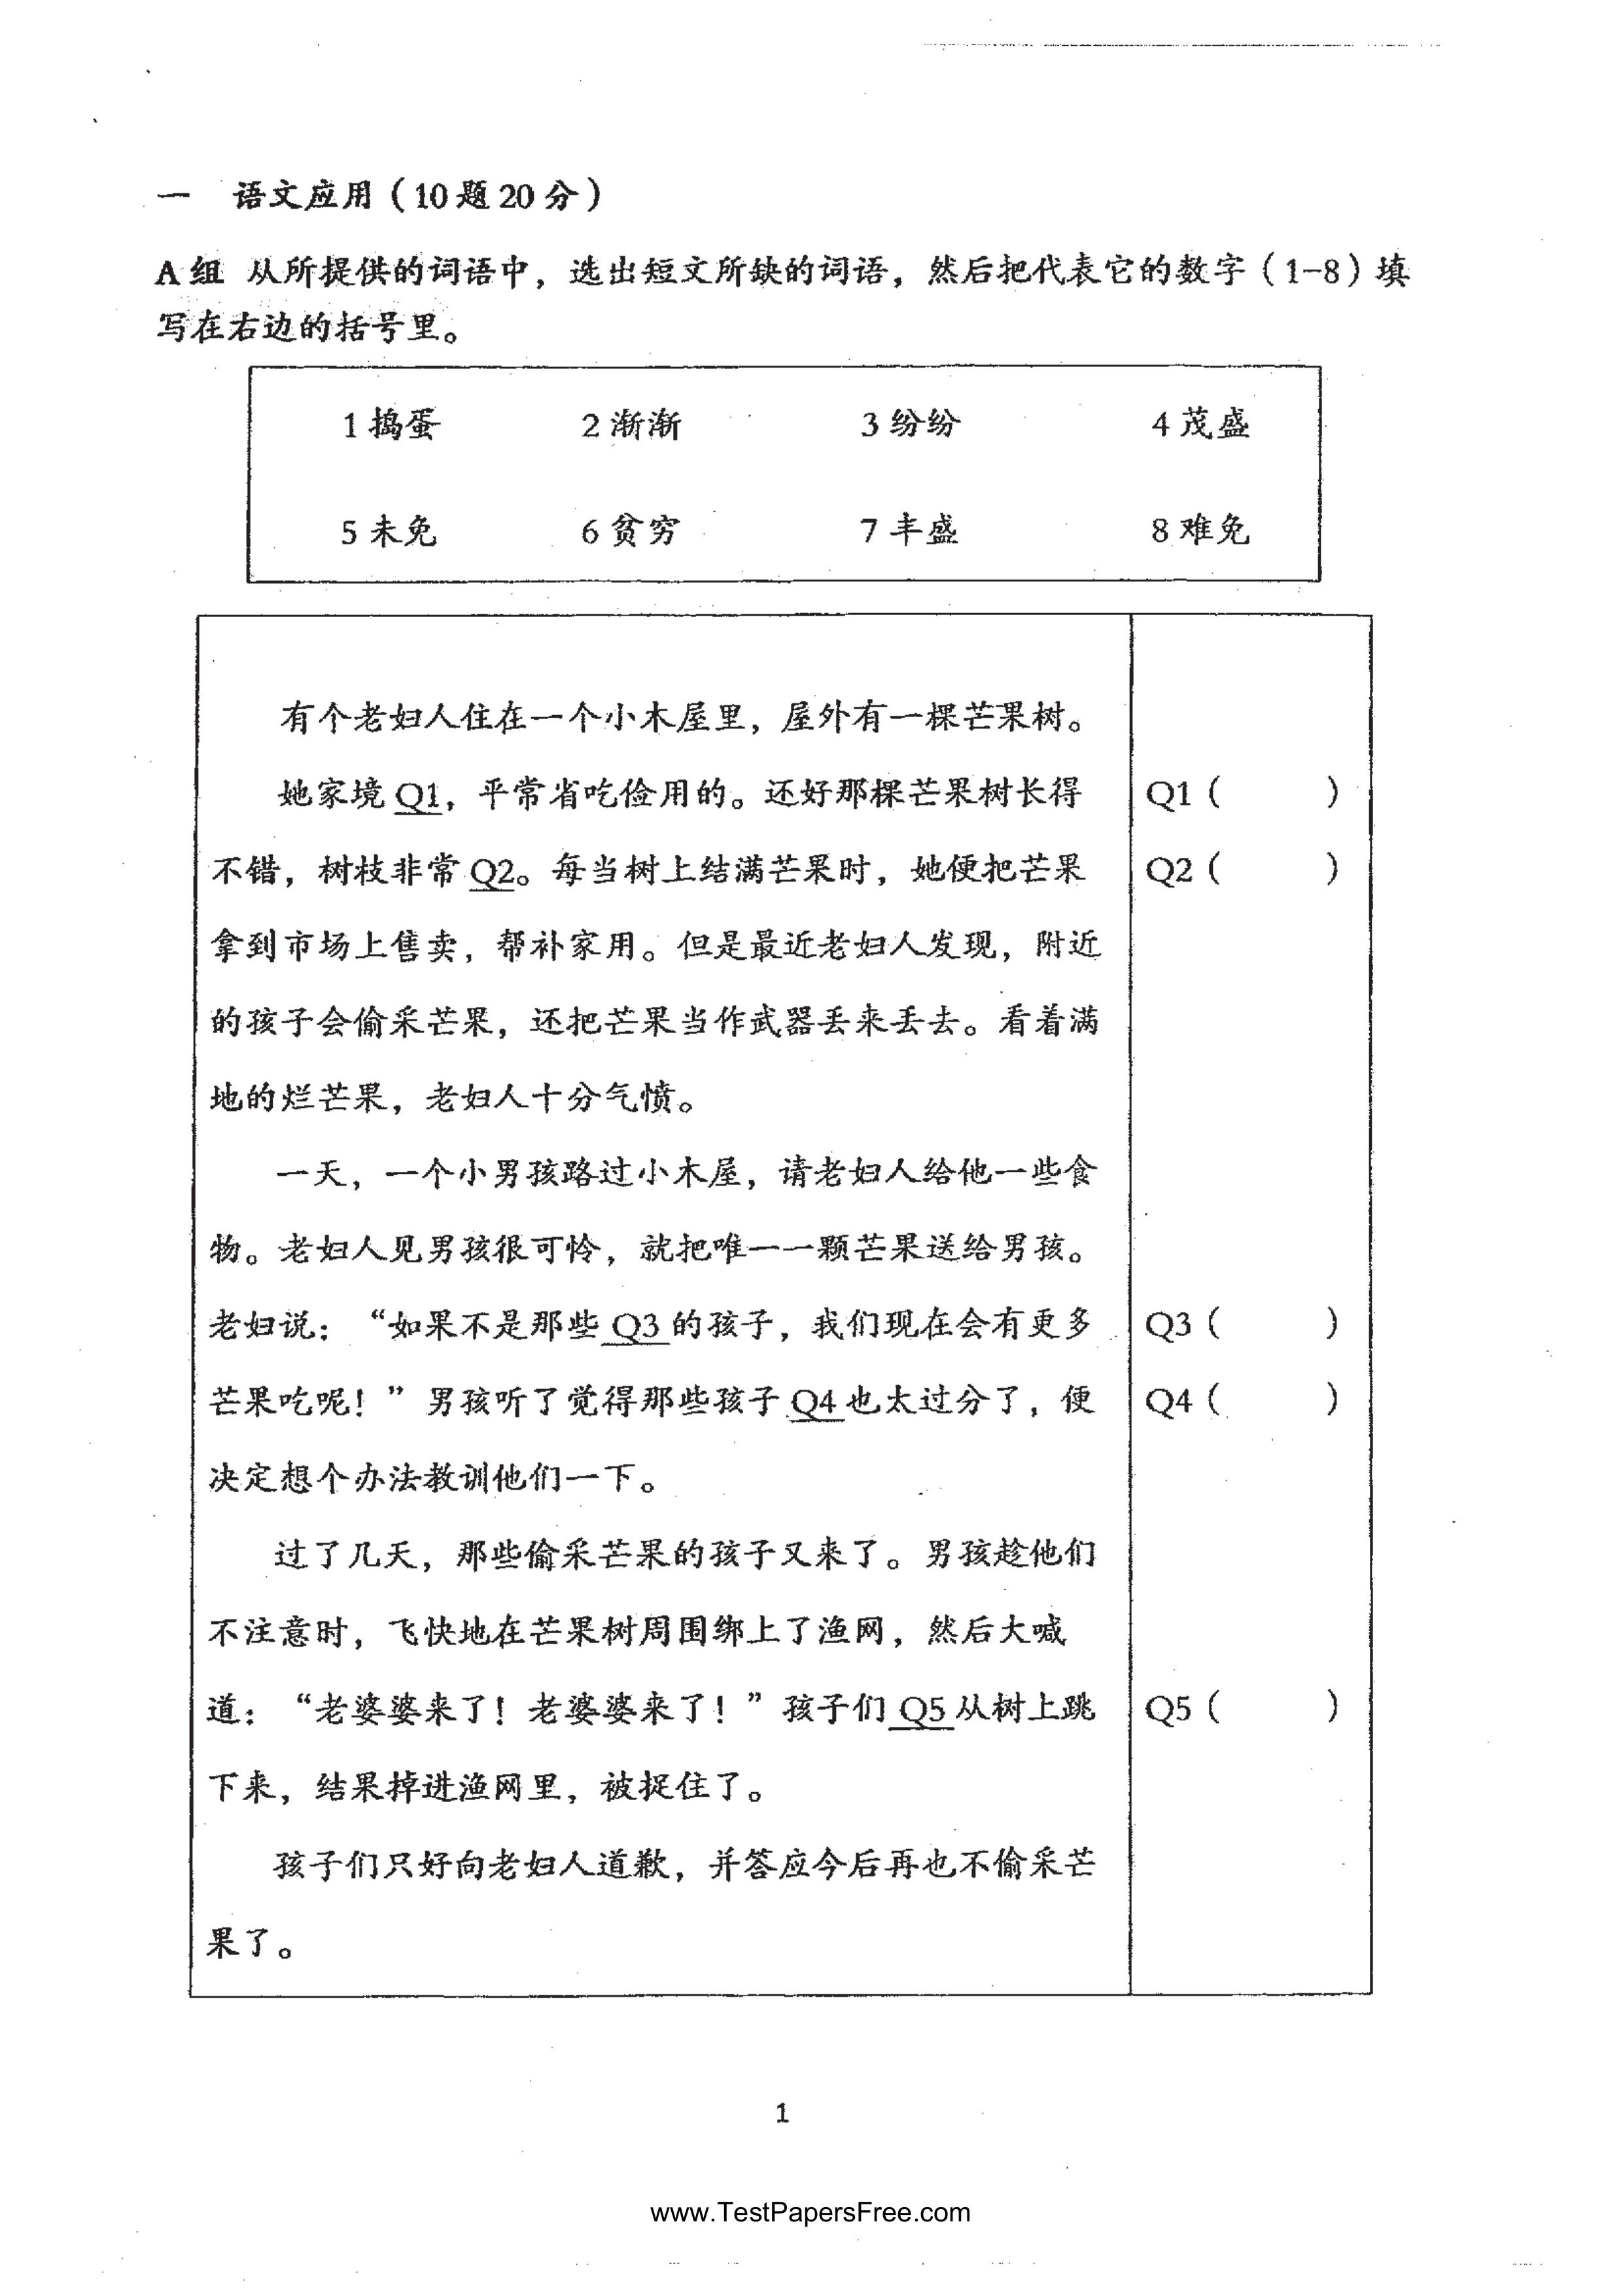 一 语文应用（10题20分）
A组 从所提供的词语中，选出短文所缺的词语，然后把代表它的数字（1-8）填
写在右边的括号里。
1 捣蛋 2 渐渐 3 纷纷 4 茂盛
5 未免 6 贫穷 7 丰盛 8 难免
有个老妇人住在一个小木屋里，屋外有一棵芒果树。
她家境Q1，平常省吃俭用的。还好那棵芒果树长得 Q1（ ）
不错，树枝非常Q2。每当树上结满芒果时，她便把芒果 Q2（ ）
拿到市场上售卖，帮补家用。但是最近老妇人发现，附近
的孩子会偷采芒果，还把芒果当作武器丢来丢去。看着满
地的烂芒果，老妇人十分气愤。
一天，一个小男孩路过小木屋，请老妇人给他一些食
物。老妇人见男孩很可怜，就把唯一一颗芒果送给男孩。
老妇说：“如果不是那些Q3的孩子，我们现在会有更多 Q3（ ）
芒果吃呢！”男孩听了觉得那些孩子Q4也太过分了，便 Q4（ ）
决定想个办法教训他们一下。
过了几天，那些偷采芒果的孩子又来了。男孩趁他们
不注意时，飞快地在芒果树周围绑上了渔网，然后大喊
道：“老婆婆来了！老婆婆来了！”孩子们Q5从树上跳 Q5（ ）
下来，结果掉进渔网里，被捉住了。
孩子们只好向老妇人道歉，并答应今后再也不偷采芒
果了。
1
www.TestPapersFree.com